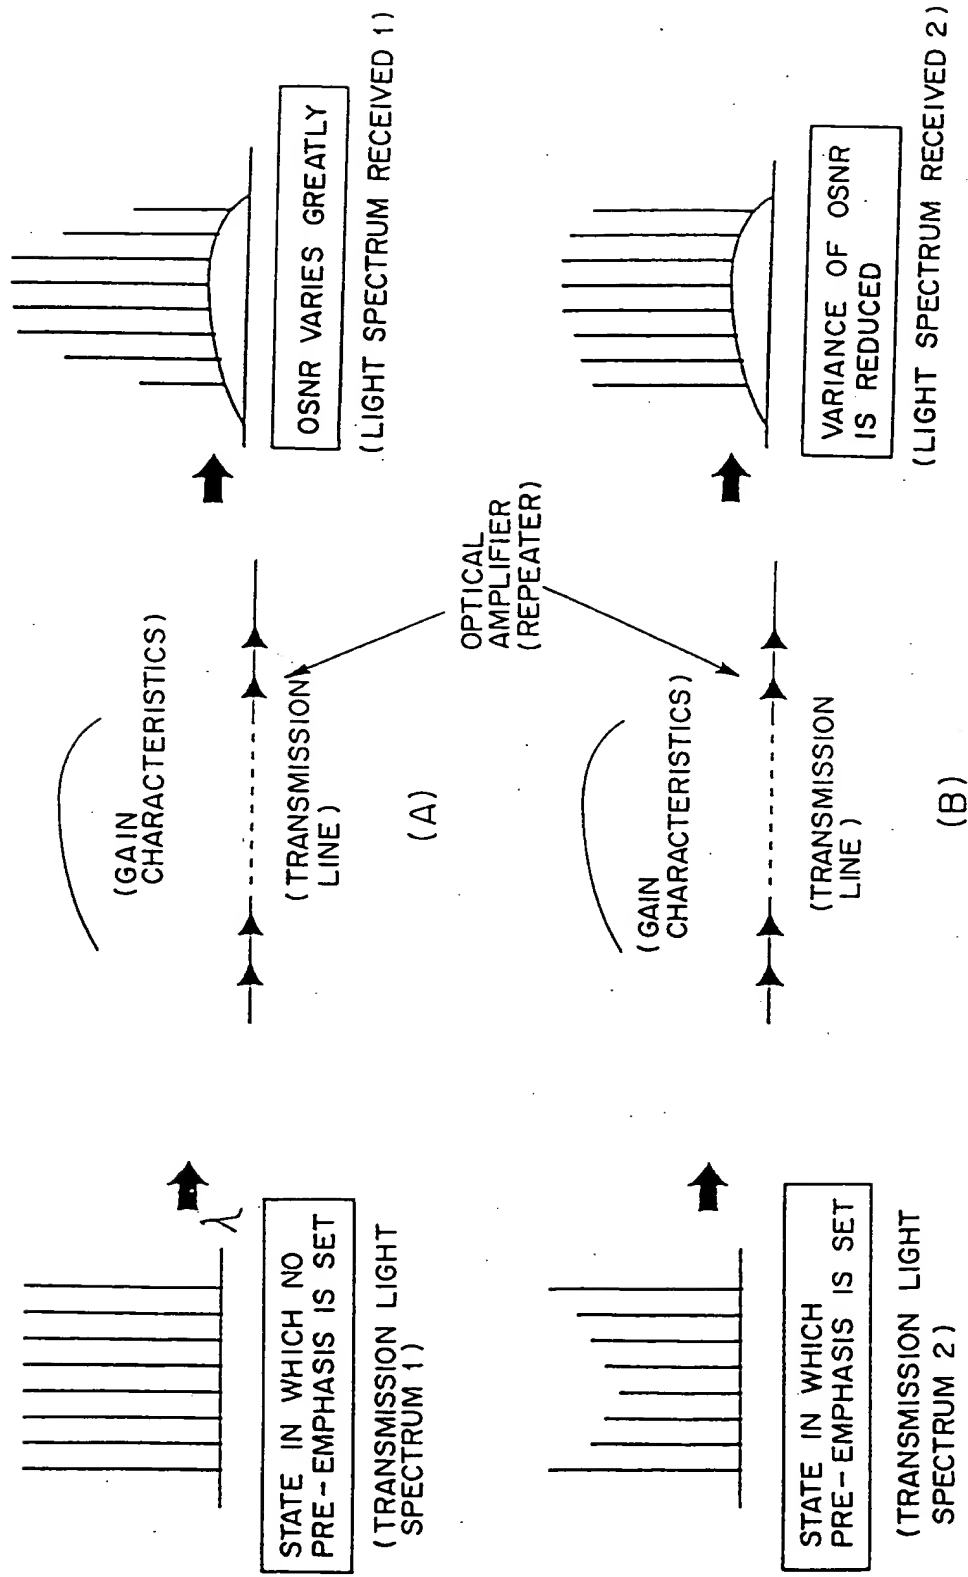 STATE IN WHICH NO
PRE-EMPHASIS IS SET
(TRANSMISSION LIGHT
SPECTRUM 1)
λ
(GAIN
CHARACTERISTICS)
(TRANSMISSION
LINE)
(A)
OPTICAL
AMPLIFIER
(REPEATER)
OSNR VARIES GREATLY
(LIGHT SPECTRUM RECEIVED 1)
STATE IN WHICH
PRE-EMPHASIS IS SET
(TRANSMISSION LIGHT
SPECTRUM 2)
(GAIN
CHARACTERISTICS)
(TRANSMISSION
LINE)
(B)
VARIANCE OF OSNR
IS REDUCED
(LIGHT SPECTRUM RECEIVED 2)